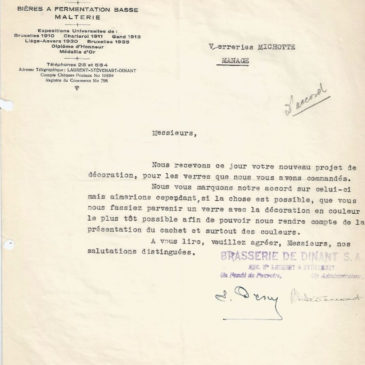 BIÈRES A FERMENTATION BASSE
MALTERIE
Expositions Universelles de:
Bruxelles 1910 Charleroi 1911 Gand 1913
Liège-Anvers 1930 Bruxelles 1935
Diplôme d'Honneur
Médaille d'Or
Téléphones 28 et 64
Adresse Télégraphique: LAURENT-STÉVENART-DINANT
Compte Chèques Postaux No
Registre du Commerce No 798
Verreries MICHOTTE
MANAGE
D'accord
Messieurs,
Nous recevons ce jour votre nouveau projet de
décoration, pour les verres que nous vous avons commandés.
Nous vous marquons notre accord sur celui-ci
mais aimerions cependant, si la chose est possible, que vous
nous fassiez parvenir un verre avec la décoration en couleur
le plus tôt possible afin de pouvoir nous rendre compte de la
présentation du cachet et surtout des couleurs.
A vous lire, veuillez agréer, Messieurs, nos
salutations distinguées.
BRASSERIE DE DINANT S.A.
Un Administrateur,